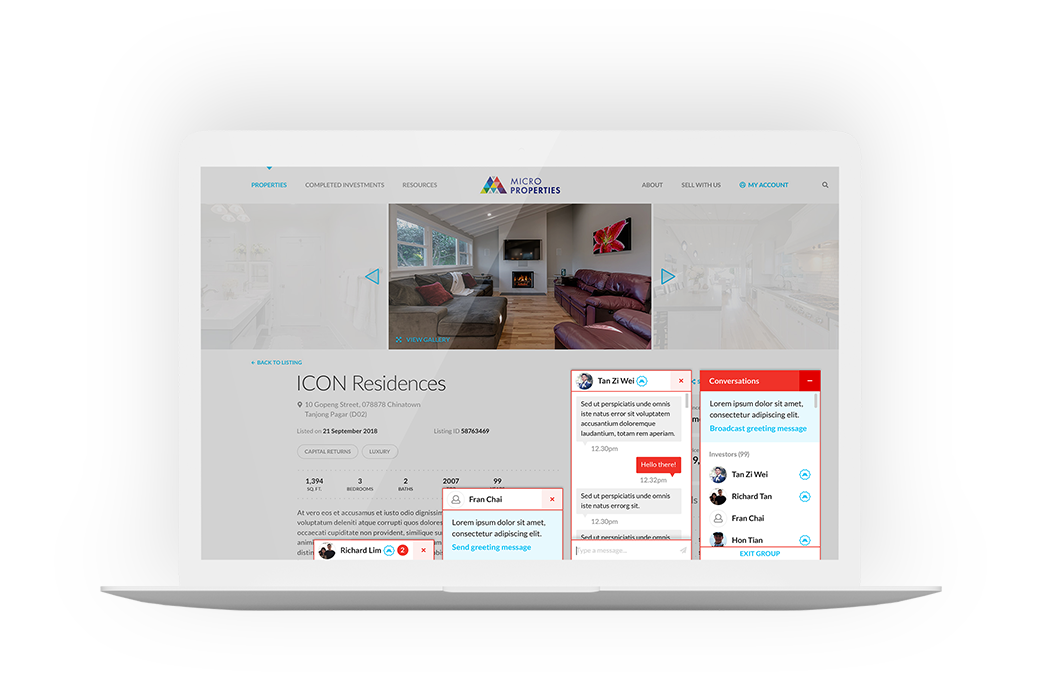 PROPERTIES COMPLETED INVESTMENTS RESOURCES
MICRO
PROPERTIES
ABOUT SELL WITH US MY ACCOUNT
VIEW GALLERY
BACK TO LISTING
ICON Residences
10 Gopeng Street, 078878 Chinatown
Tanjong Pagar (D02)
Listed on 21 September 2018 Listing ID 58763469
CAPITAL RETURNS LUXURY
1,394 3 2 2007 99
SQ. FT. BEDROOMS BATHS
At vero eos et accusamus et iusto odio dignissim
voluptatum deleniti atque corrupti quos dolores
occaecati cupiditate non provident, similique su
Richard Lim 2
Fran Chai
Lorem ipsum dolor sit amet,
consectetur adipiscing elit.
Send greeting message
Tan Zi Wei
Sed ut perspiciatis unde omnis
iste natus error sit voluptatem
accusantium doloremque
laudantium, totam rem aperiam.
12.30pm
Hello there!
12.32pm
Sed ut perspiciatis unde omnis
iste natus errorg sit.
12.30pm
Sed ut perspiciatis unde omnis
Type a message...
Conversations
Lorem ipsum dolor sit amet,
consectetur adipiscing elit.
Broadcast greeting message
Investors (99)
Tan Zi Wei
Richard Tan
Fran Chai
Hon Tian
EXIT GROUP